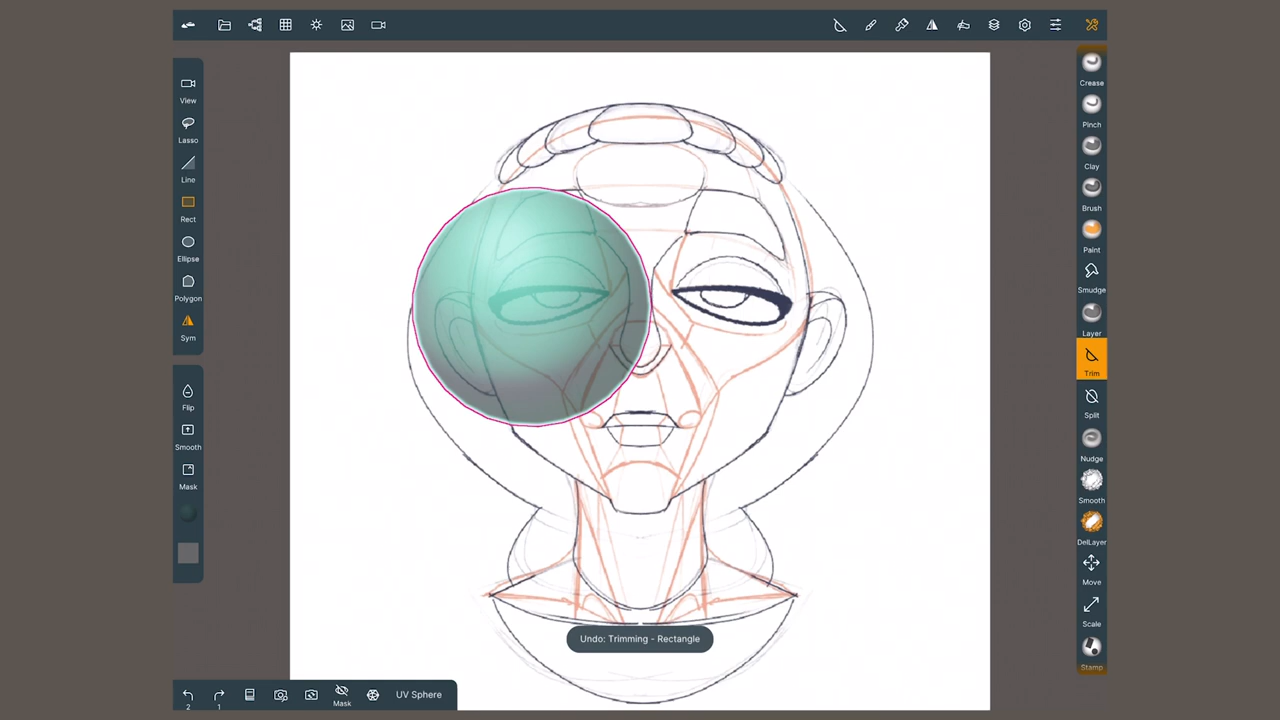 View
Lasso
Line
Rect
Ellipse
Polygon
Sym
Flip
Smooth
Mask
Crease
Pinch
Clay
Brush
Paint
Smudge
Layer
Trim
Split
Nudge
Smooth
DelLayer
Move
Scale
Stamp
Undo: Trimming - Rectangle
2
1
Mask
UV Sphere